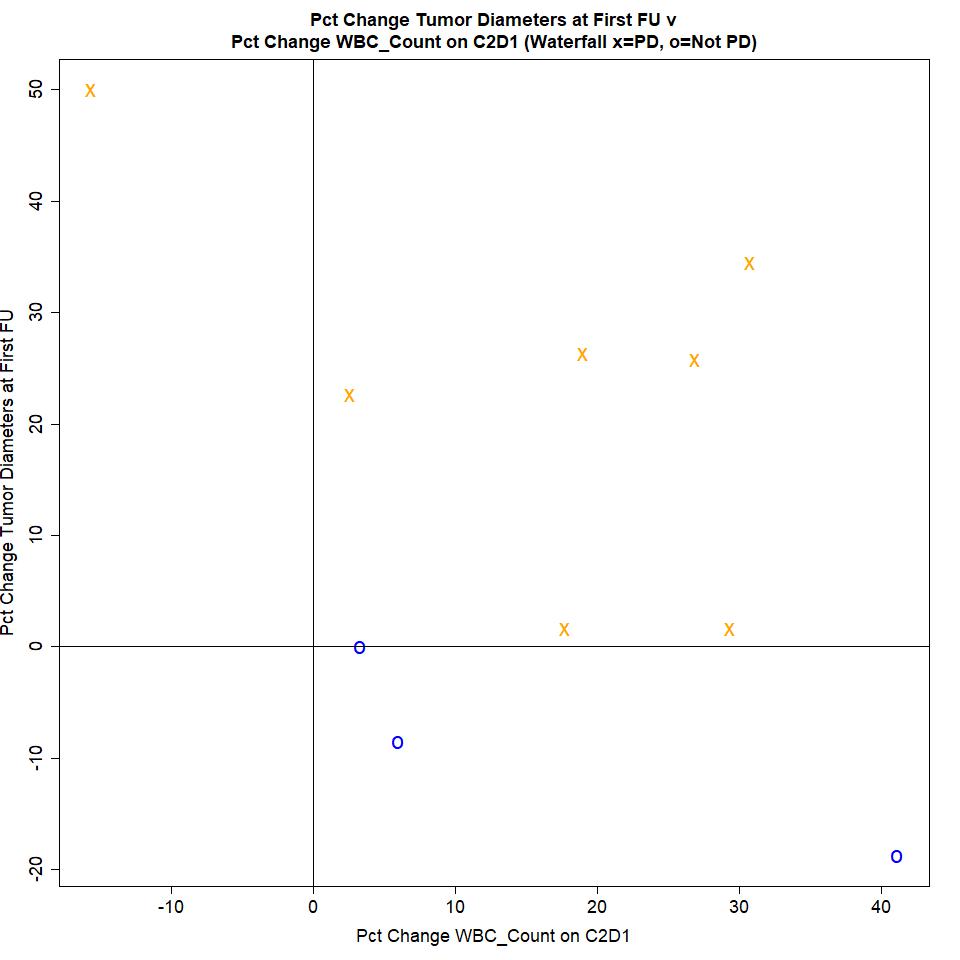 Pct Change Tumor Diameters at First FU v
Pct Change WBC_Count on C2D1 (Waterfall x=PD, o=Not PD)
Pct Change Tumor Diameters at First FU
50
40
30
20
10
0
-10
-20
x
x
x
x
x
x
x
o
o
o
-10
0
10
20
30
40
Pct Change WBC_Count on C2D1